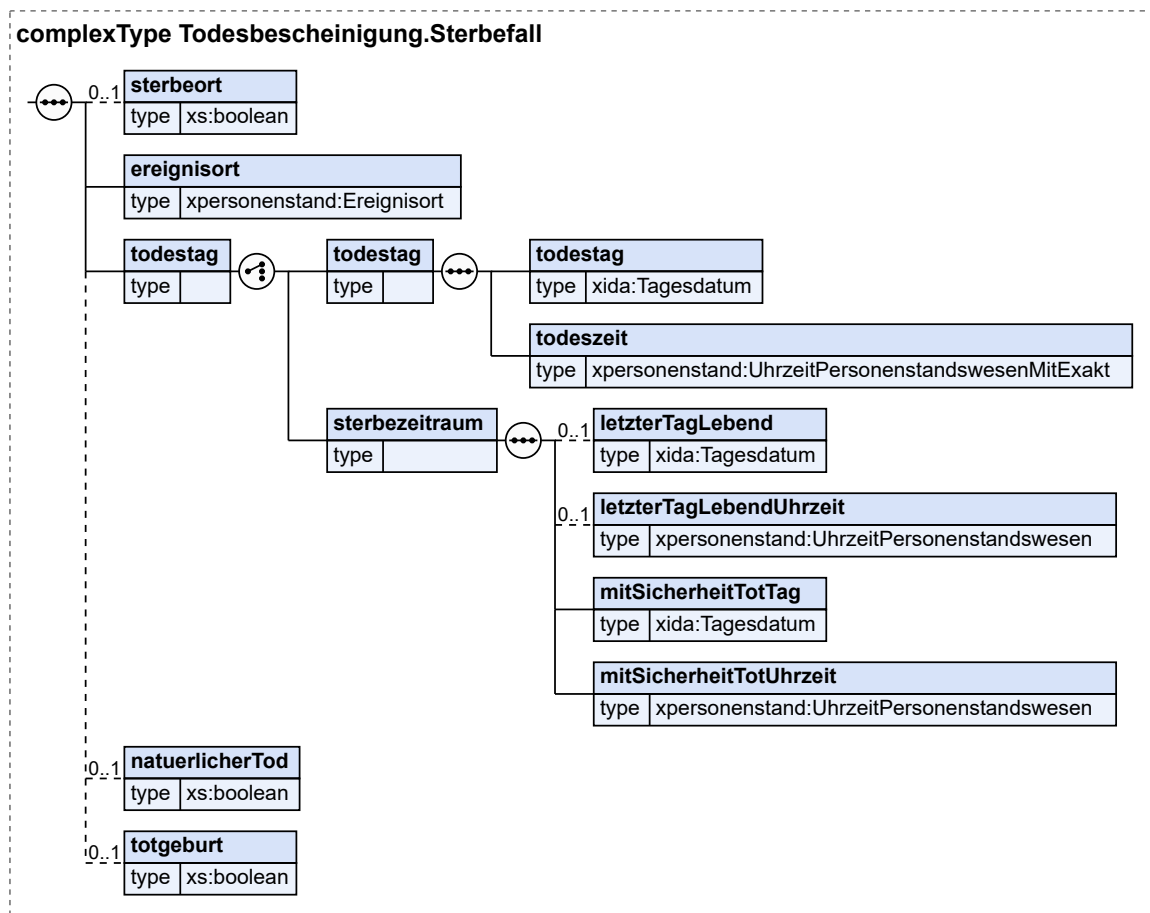 complexType Todesbescheinigung.Sterbefall
0..1 sterbeort
type xs:boolean
ereignisort
type xpersonenstand:Ereignisort
todestag todestag todestag
type type type xida:Tagesdatum
todeszeit
type xpersonenstand:UhrzeitPersonenstandswesenMitExakt
sterbezeitraum 0..1 letzterTagLebend
type type xida:Tagesdatum
0..1 letzterTagLebendUhrzeit
type xpersonenstand:UhrzeitPersonenstandswesen
mitSicherheitTotTag
type xida:Tagesdatum
mitSicherheitTotUhrzeit
type xpersonenstand:UhrzeitPersonenstandswesen
0..1 natuerlicherTod
type xs:boolean
0..1 totgeburt
type xs:boolean